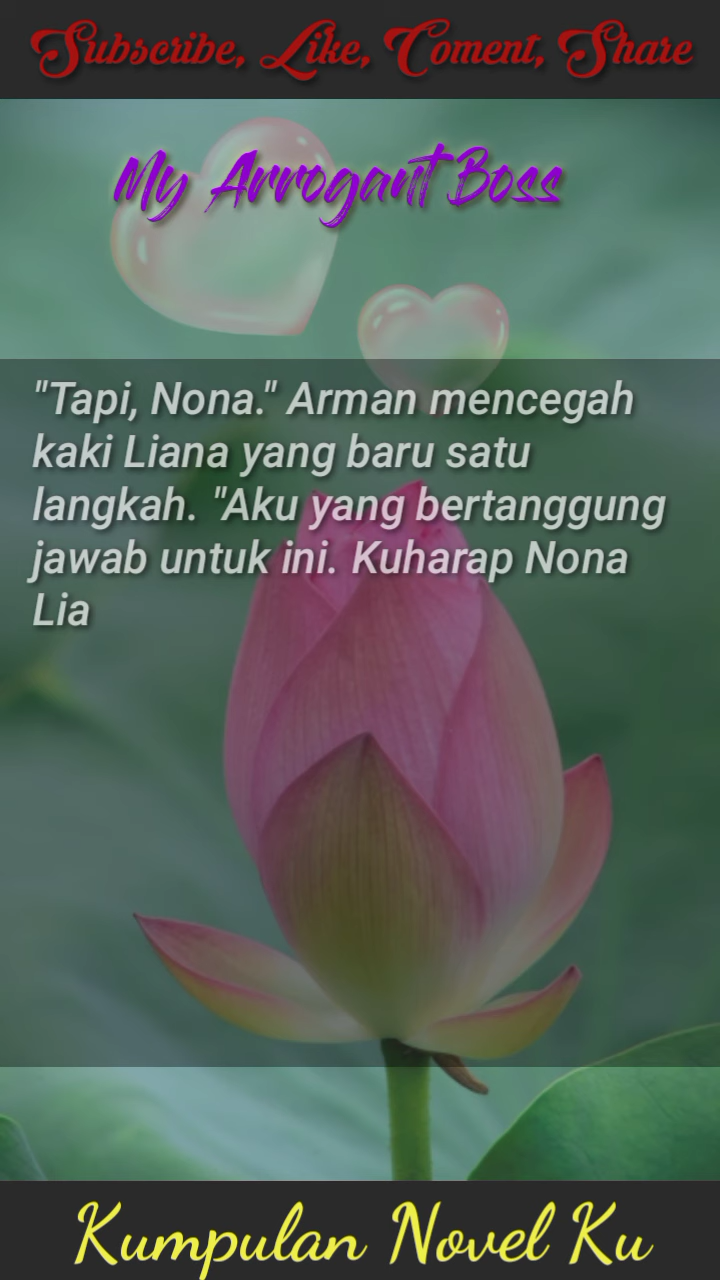 Subscribe, Like, Coment, Share
My Arrogant Boss
"Tapi, Nona." Arman mencegah
kaki Liana yang baru satu
langkah. "Aku yang bertanggung
jawab untuk ini. Kuharap Nona
Lia
Kumpulan Novel Ku